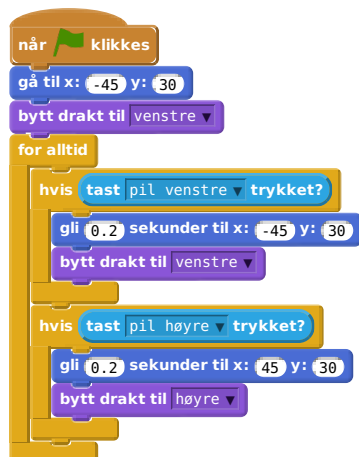 når klikkes
gå til x: -45 y: 30
bytt drakt til venstre
for alltid
hvis tast pil venstre trykket?
gli 0.2 sekunder til x: -45 y: 30
bytt drakt til venstre
hvis tast pil høyre trykket?
gli 0.2 sekunder til x: 45 y: 30
bytt drakt til høyre